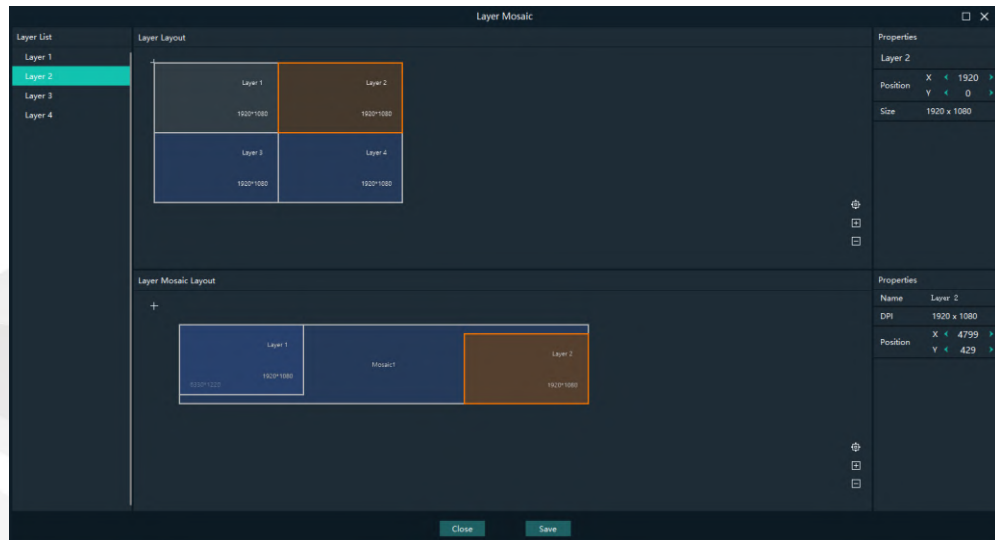 Layer Mosaic
Layer List
Layer 1
Layer 2
Layer 3
Layer 4
Layer Layout
Layer 1
1920*1080
Layer 2
1920*1080
Layer 3
1920*1080
Layer 4
1920*1080
Properties
Layer 2
Position X 1920
Y 0
Size 1920 x 1080
Layer Mosaic Layout
Layer 1
1920*1080
Mosaic1
Layer 2
1920*1080
Properties
Name Layer 2
DPI 1920 x 1080
Position X 4799
Y 429
Close Save